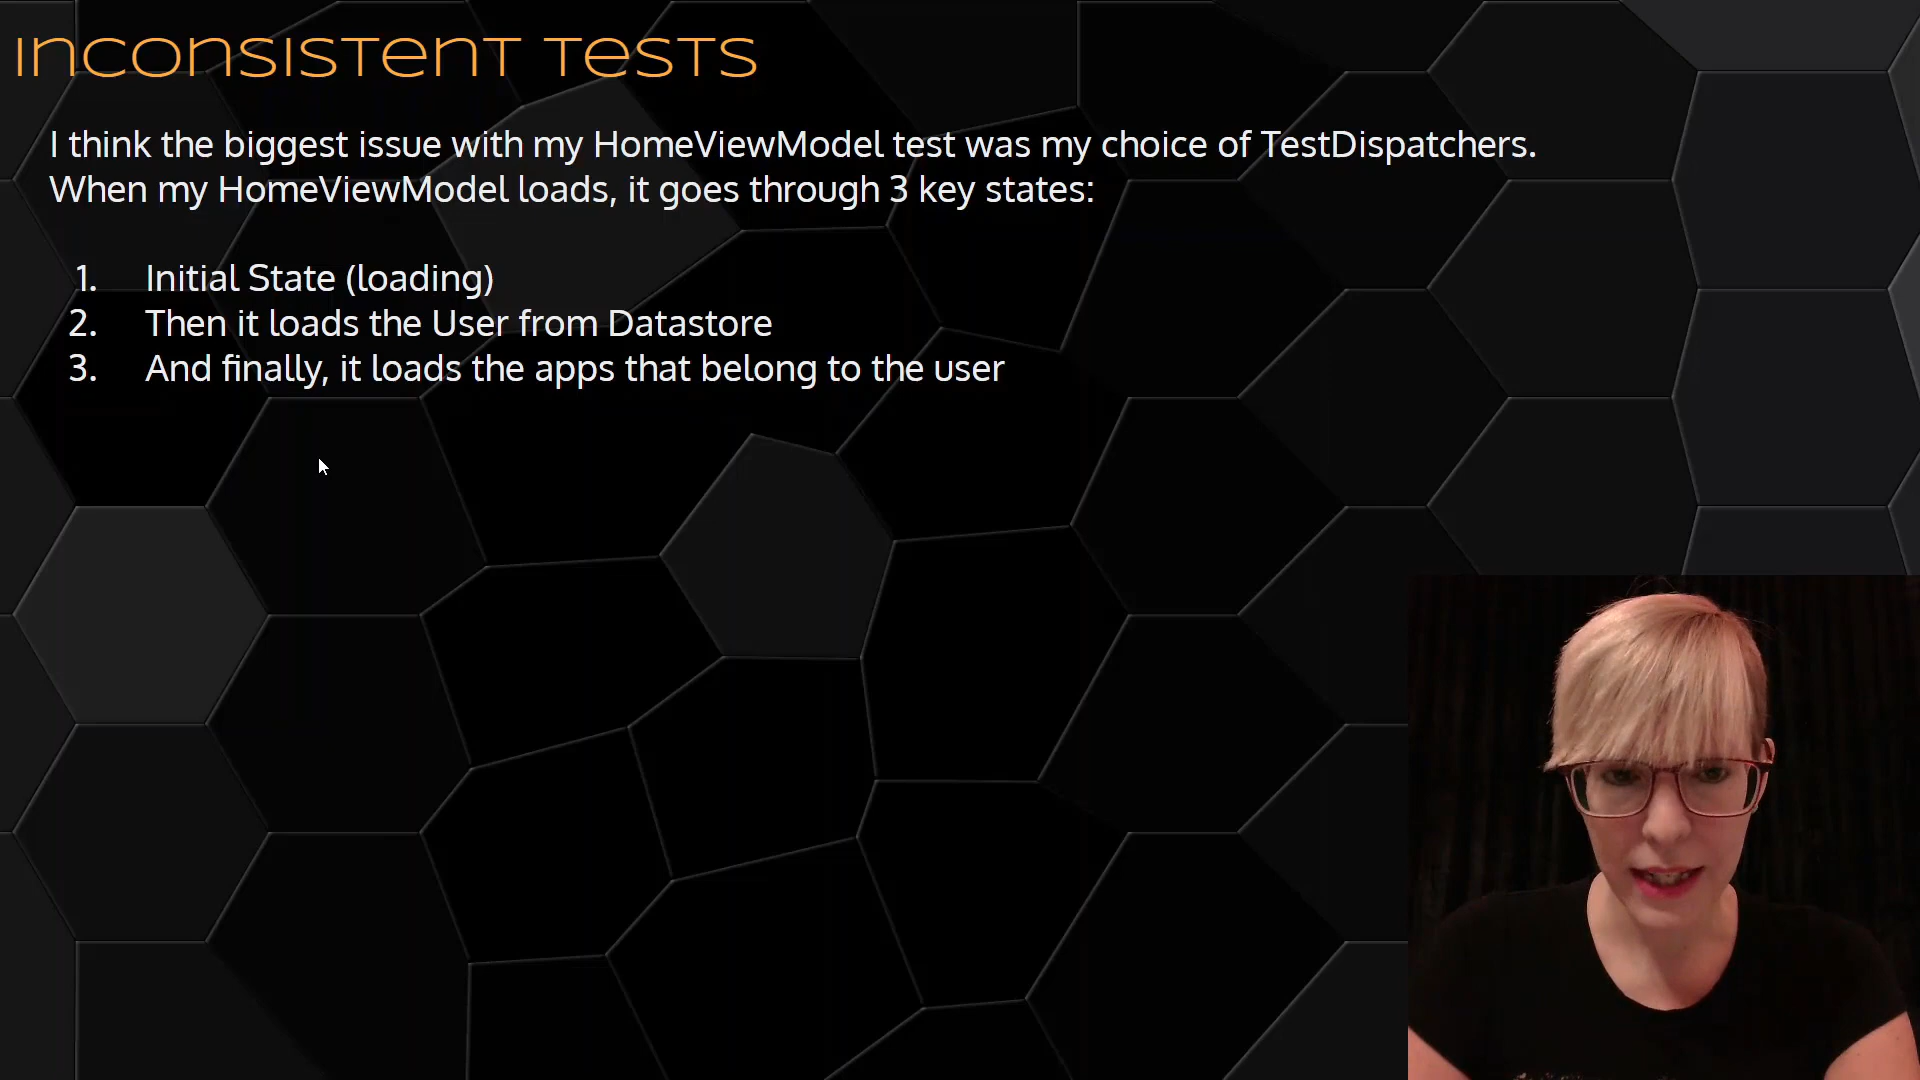 Inconsistent Tests
I think the biggest issue with my HomeViewModel test was my choice of TestDispatchers.
When my HomeViewModel loads, it goes through 3 key states:
1. Initial State (loading)
2. Then it loads the User from Datastore
3. And finally, it loads the apps that belong to the user